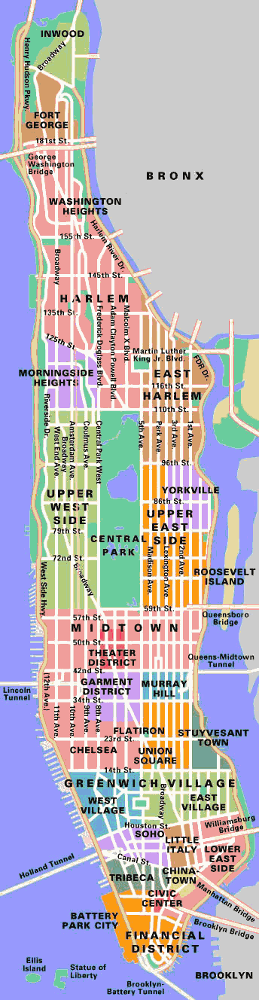 INWOOD
Broadway
Henry Hudson Pkwy.
FORT
GEORGE
181st St.
George
Washington
Bridge
BRONX
WASHINGTON
HEIGHTS
Harlem River Dr.
155th St.
Broadway
145th St.
HARLEM
135th St.
Frederick Doglass Blvd.
Adam Clayton Powell Blvd.
Malcolm X Blvd.
125th St.
Martin Luther
King Jr. Blvd.
FDR Dr.
MORNINGSIDE
HEIGHTS
EAST
HARLEM
116th St.
110th St.
Riverside Dr.
West End Ave.
Broadway
Amsterdam Ave.
Coulmus Ave.
Central Park West
5th Ave.
Park Ave.
3rd Ave.
1st Ave.
96th St.
YORKVILLE
UPPER
WEST
SIDE
86th St.
UPPER
EAST
SIDE
79th St.
CENTRAL
PARK
72nd St.
Broadway
Madison Ave.
Lexington Ave.
2nd Ave.
West Side Hwy.
ROOSEVELT
ISLAND
59th St.
57th St.
Queensboro
Bridge
MIDTOWN
50th St.
THEATER
DISTRICT
Queens-Midtown
Tunnel
42nd St.
GARMENT
DISTRICT
MURRAY
HILL
Lincoln
Tunnel
34th St.
[12th Ave.]
11th Ave.
10th Ave.
9th Ave.
8th Ave.
FLATIRON
23rd St.
STUYVESANT
TOWN
CHELSEA
UNION
SQUARE
14th St.
GREENWICH VILLAGE
WEST
VILLAGE
Broadway
EAST
VILLAGE
Houston St.
Williamsburg
Bridge
SOHO
LITTLE
ITALY
LOWER
EAST
SIDE
Holland Tunnel
Canal St.
TRIBECA
CHINA-
TOWN
Manhattan Bridge
CIVIC
CENTER
BATTERY
PARK CITY
Brooklyn Bridge
FINANCIAL
DISTRICT
Ellis
Island
Statue of
Liberty
BROOKLYN
Brooklyn-
Battery Tunnel